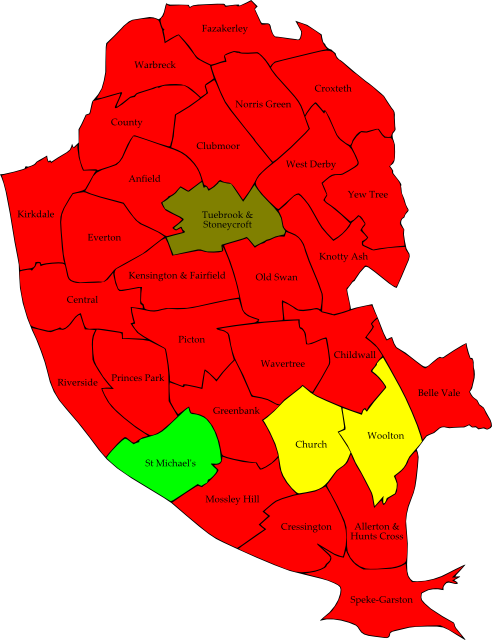 Fazakerley
Warbreck
Croxteth
Norris Green
County
Clubmoor
West Derby
Anfield
Yew Tree
Kirkdale
Tuebrook &
Stoneycroft
Everton
Knotty Ash
Kensington & Fairfield
Old Swan
Central
Picton
Childwall
Wavertree
Riverside
Princes Park
Belle Vale
Greenbank
Church
Woolton
St Michael's
Mossley Hill
Cressington
Allerton &
Hunts Cross
Speke-Garston